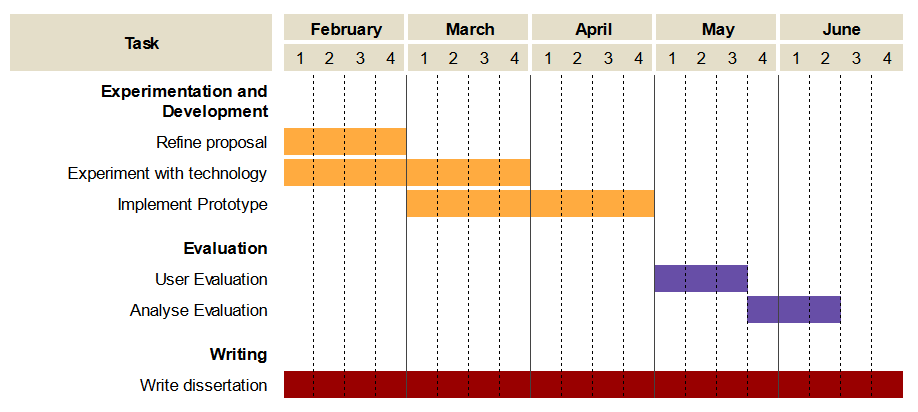 Task
February March April May June
1 2 3 4 1 2 3 4 1 2 3 4 1 2 3 4 1 2 3 4
Experimentation and
Development
Refine proposal
Experiment with technology
Implement Prototype
Evaluation
User Evaluation
Analyse Evaluation
Writing
Write dissertation